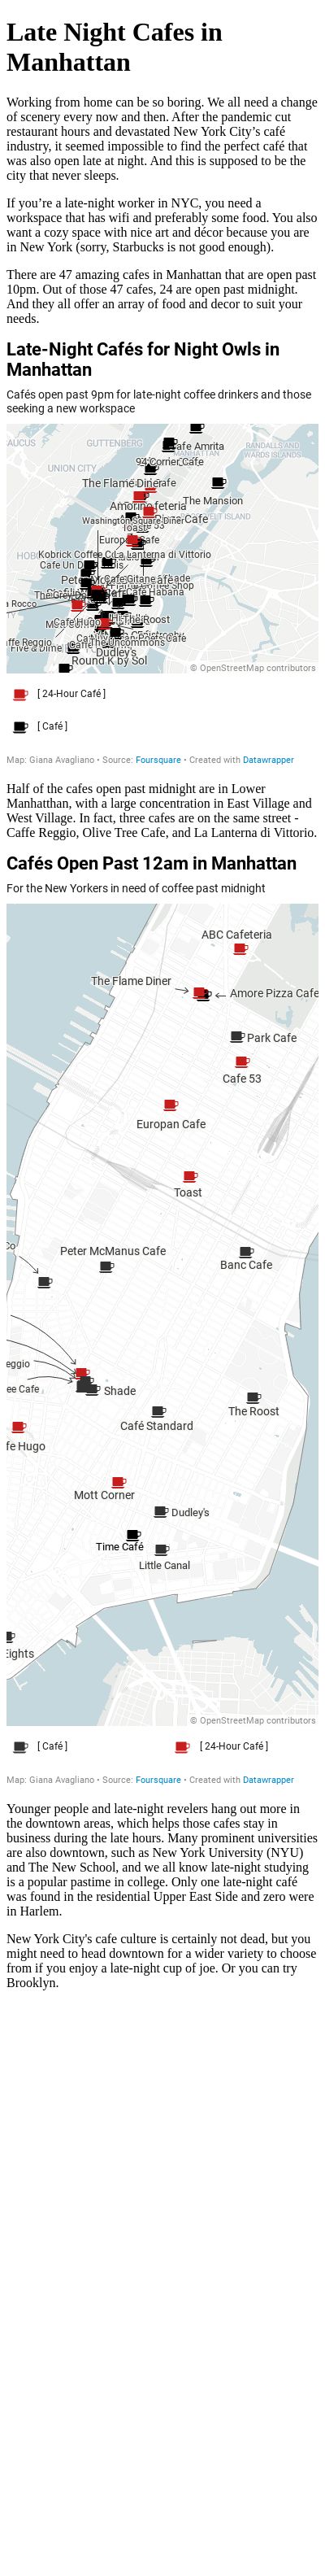 Late Night Cafes in
Manhattan
Working from home can be so boring. We all need a change
of scenery every now and then. After the pandemic cut
restaurant hours and devastated New York City’s café
industry, it seemed impossible to find the perfect café that
was also open late at night. And this is supposed to be the
city that never sleeps.
If you’re a late-night worker in NYC, you need a
workspace that has wifi and preferably some food. You also
want a cozy space with nice art and décor because you are
in New York (sorry, Starbucks is not good enough).
There are 47 amazing cafes in Manhattan that are open past
10pm. Out of those 47 cafes, 24 are open past midnight.
And they all offer an array of food and decor to suit your
needs.
Late-Night Cafés for Night Owls in
Manhattan
Cafés open past 9pm for late-night coffee drinkers and those
seeking a new workspace
GUTTENBERG
MANHATTAN
RANDALLS AND
WARDS ISLANDS
UNION CITY
Cafe Amrita
94 Corner Cafe
The Flame Diner
The Mansion
Washington Square Diner
Toast
Europan Cafe
La Lanterna di Vittorio
Kobrick Coffee Co
Cafe Gitane
Shade
a Rocco
Cafe Hugo
The Roost
The Uncommons
affe Reggio
Five & Dime
Dudley's
Round K by Sol
© OpenStreetMap contributors
[ 24-Hour Café ]
[ Café ]
Map: Giana Avagliano • Source: Foursquare • Created with Datawrapper
Half of the cafes open past midnight are in Lower
Manhatthan, with a large concentration in East Village and
West Village. In fact, three cafes are on the same street -
Caffe Reggio, Olive Tree Cafe, and La Lanterna di Vittorio.
Cafés Open Past 12am in Manhattan
For the New Yorkers in need of coffee past midnight
ABC Cafeteria
The Flame Diner
Amore Pizza Cafe
Park Cafe
Cafe 53
Europan Cafe
Toast
Co
Peter McManus Cafe
Banc Cafe
eggio
ee Cafe
Shade
The Roost
Café Standard
fe Hugo
Mott Corner
Dudley's
Time Café
Little Canal
Eights
© OpenStreetMap contributors
[ Café ]
[ 24-Hour Café ]
Map: Giana Avagliano • Source: Foursquare • Created with Datawrapper
Younger people and late-night revelers hang out more in
the downtown areas, which helps those cafes stay in
business during the late hours. Many prominent universities
are also downtown, such as New York University (NYU)
and The New School, and we all know late-night studying
is a popular pastime in college. Only one late-night café
was found in the residential Upper East Side and zero were
in Harlem.
New York City's cafe culture is certainly not dead, but you
might need to head downtown for a wider variety to choose
from if you enjoy a late-night cup of joe. Or you can try
Brooklyn.